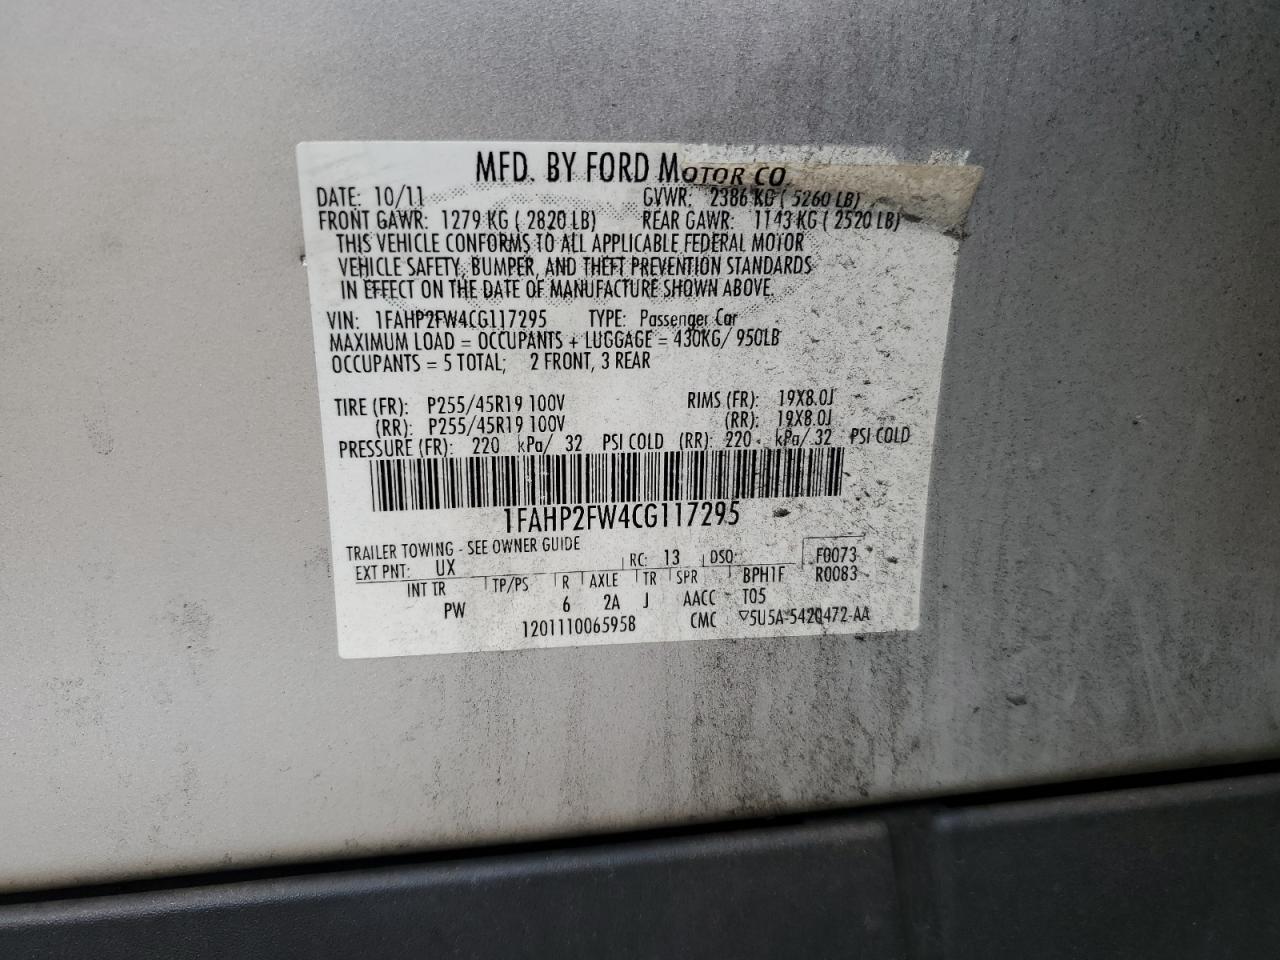 MFD. BY FORD MOTOR CO.
DATE: 10/11 GVWR: 2386 KG ( 5260 LB)
FRONT GAWR: 1279 KG ( 2820 LB) REAR GAWR: 1143 KG ( 2520 LB)
THIS VEHICLE CONFORMS TO ALL APPLICABLE FEDERAL MOTOR
VEHICLE SAFETY, BUMPER, AND THEFT PREVENTION STANDARDS
IN EFFECT ON THE DATE OF MANUFACTURE SHOWN ABOVE.
VIN: 1FAHP2FW4CG117295 TYPE: Passenger Car
MAXIMUM LOAD = OCCUPANTS + LUGGAGE = 430KG/ 950LB
OCCUPANTS = 5 TOTAL; 2 FRONT, 3 REAR
TIRE (FR): P255/45R19 100V RIMS (FR): 19X8.0J
(RR): P255/45R19 100V (RR): 19X8.0J
PRESSURE (FR): 220 kPa/ 32 PSI COLD (RR): 220 kPa/ 32 PSI COLD
1FAHP2FW4CG117295
TRAILER TOWING - SEE OWNER GUIDE
EXT PNT: UX RC: 13 DSO: F0073
INT TR TP/PS R AXLE TR SPR BPH1F R0083
PW 6 2A J AACC T05
1201110065958 CMC ▽5U5A-5420472-AA